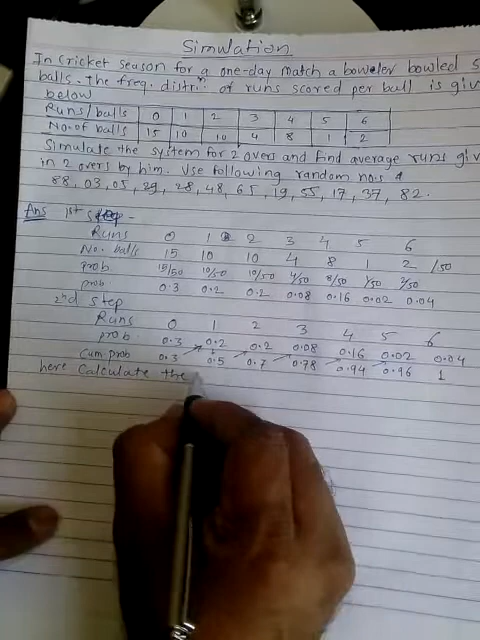 Simulation
In Cricket season for a one-day match a bowler bowled 5
balls. The freq. distrin of runs scored per ball is giv
below
Runs/balls 0 1 2 3 4 5 6
No.of balls 15 10 10 4 8 1 2
Simulate the system for 2 overs and find average runs giv
in 2 overs by him. Use following random nos
88, 03, 05, 29, 28, 48, 65, 19, 55, 17, 37, 82.
Ans 1st step -
Runs 0 1 2 3 4 5 6
No. balls 15 10 10 4 8 1 2 /50
prob 15/50 10/50 10/50 4/50 8/50 1/50 2/50
prob 0.3 0.2 0.2 0.08 0.16 0.02 0.04
2nd step
Runs 0 1 2 3 4 5 6
prob. 0.3 0.2 0.2 0.08 0.16 0.02 0.04
Cum prob 0.3 0.5 0.7 0.78 0.94 0.96 1
here Calculate the